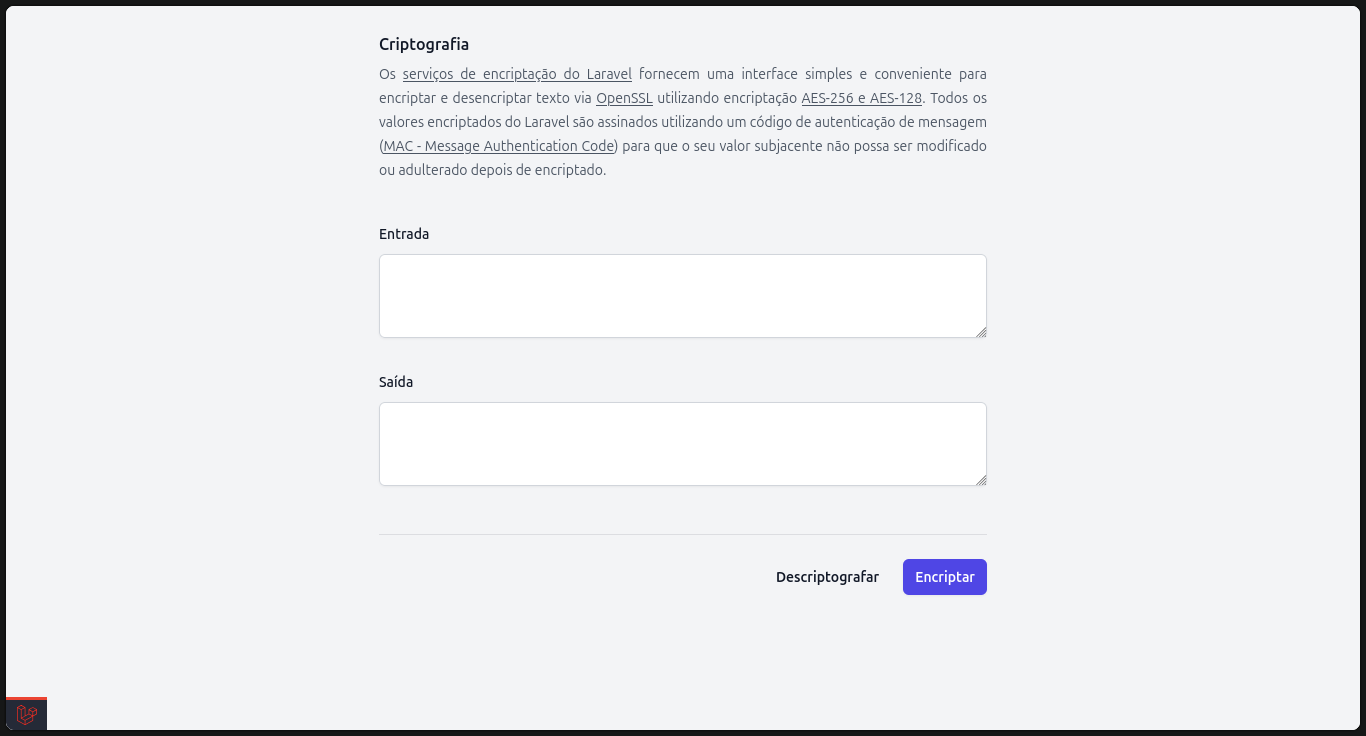 Criptografia
Os serviços de encriptação do Laravel fornecem uma interface simples e conveniente para
encriptar e desencriptar texto via OpenSSL utilizando encriptação AES-256 e AES-128. Todos os
valores encriptados do Laravel são assinados utilizando um código de autenticação de mensagem
(MAC - Message Authentication Code) para que o seu valor subjacente não possa ser modificado
ou adulterado depois de encriptado.
Entrada
Saída
Descriptografar
Encriptar